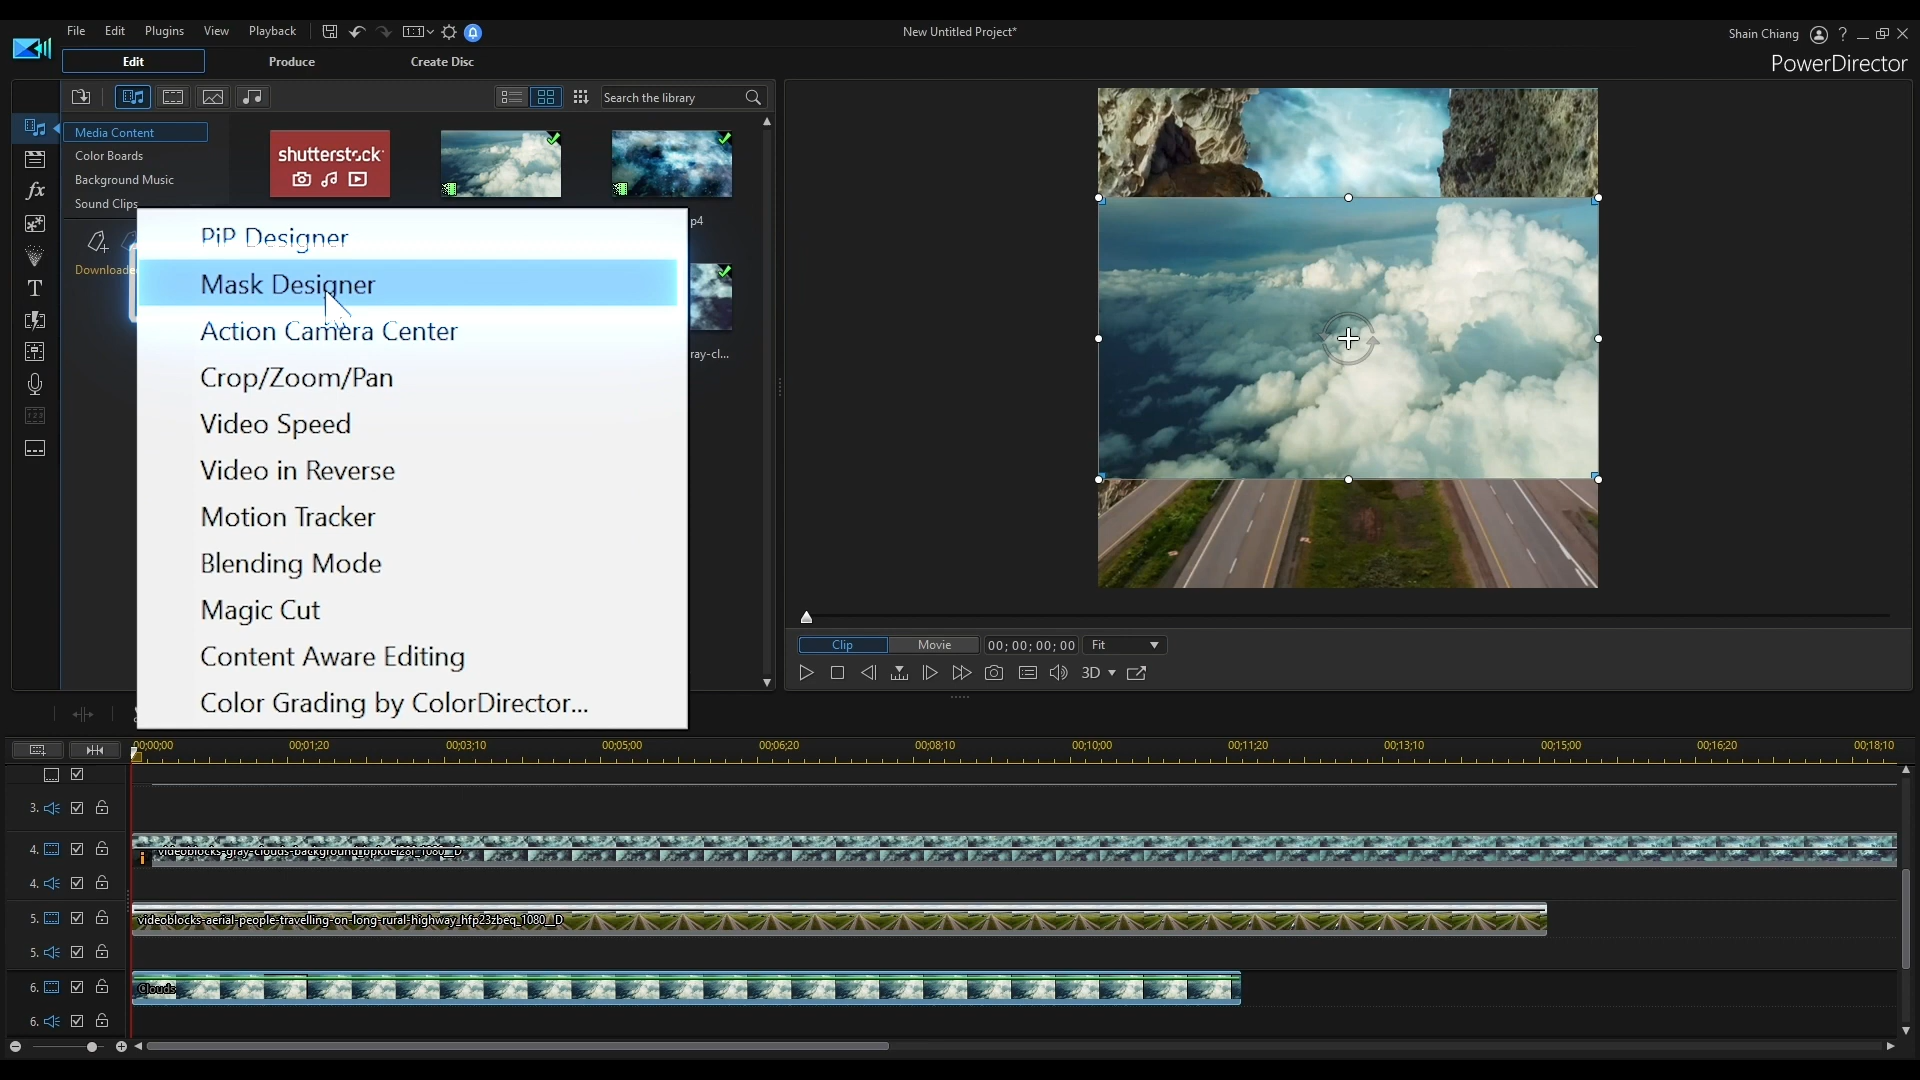 File Edit Plugins View Playback
1:1
New Untitled Project*
Shain Chiang
?
Edit Produce Create Disc
PowerDirector
Search the library
Media Content
Color Boards
Background Music
Sound Clips
shutterstock
p4
fx
Downloaded
T
ray-cl...
PiP Designer
Mask Designer
Action Camera Center
Crop/Zoom/Pan
Video Speed
Video in Reverse
Motion Tracker
Blending Mode
Magic Cut
Content Aware Editing
Color Grading by ColorDirector...
Clip Movie 00; 00; 00; 00 Fit
3D
00;00;00 00;01;20 00;03;10 00;05;00 00;06;20 00;08;10 00;10;00 00;11;20 00;13;10 00;15;00 00;16;20 00;18;10
3.
4. videoblocks-gray-clouds-background_bpkuei28f_1080__D
4.
5. videoblocks-aerial-people-travelling-on-long-rural-highway_hfp23zbeq_1080__D
5.
6. Clouds
6.